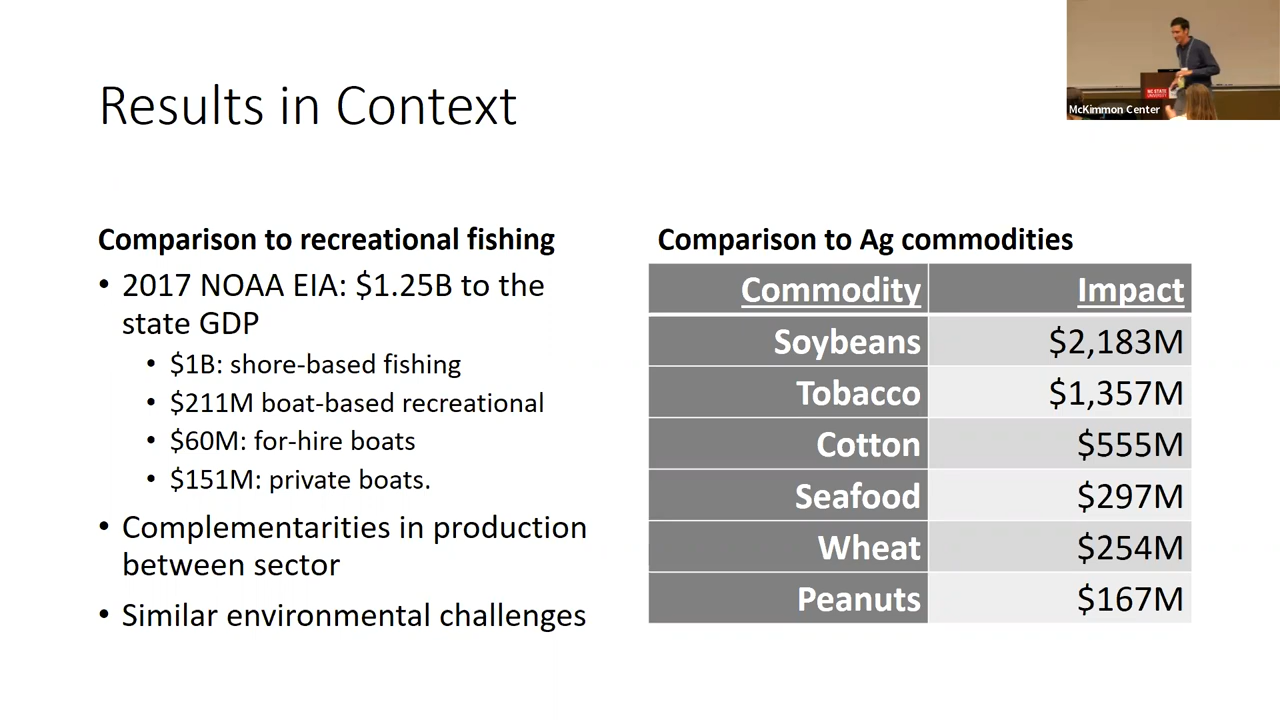 Results in Context
McKimmon Center
NC STATE
UNIVERSITY
Comparison to recreational fishing
• 2017 NOAA EIA: $1.25B to the
state GDP
• $1B: shore-based fishing
• $211M boat-based recreational
• $60M: for-hire boats
• $151M: private boats.
• Complementarities in production
between sector
• Similar environmental challenges
Comparison to Ag commodities
Commodity Impact
Soybeans $2,183M
Tobacco $1,357M
Cotton $555M
Seafood $297M
Wheat $254M
Peanuts $167M